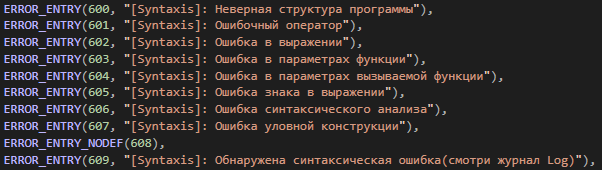 ERROR_ENTRY(600, "[Syntaxis]: Неверная структура программы"),
ERROR_ENTRY(601, "[Syntaxis]: Ошибочный оператор"),
ERROR_ENTRY(602, "[Syntaxis]: Ошибка в выражении"),
ERROR_ENTRY(603, "[Syntaxis]: Ошибка в параметрах функции"),
ERROR_ENTRY(604, "[Syntaxis]: Ошибка в параметрах вызываемой функции"),
ERROR_ENTRY(605, "[Syntaxis]: Ошибка знака в выражении"),
ERROR_ENTRY(606, "[Syntaxis]: Ошибка синтаксического анализа"),
ERROR_ENTRY(607, "[Syntaxis]: Ошибка уловной конструкции"),
ERROR_ENTRY_NODEF(608),
ERROR_ENTRY(609, "[Syntaxis]: Обнаружена синтаксическая ошибка(смотри журнал Log)"),